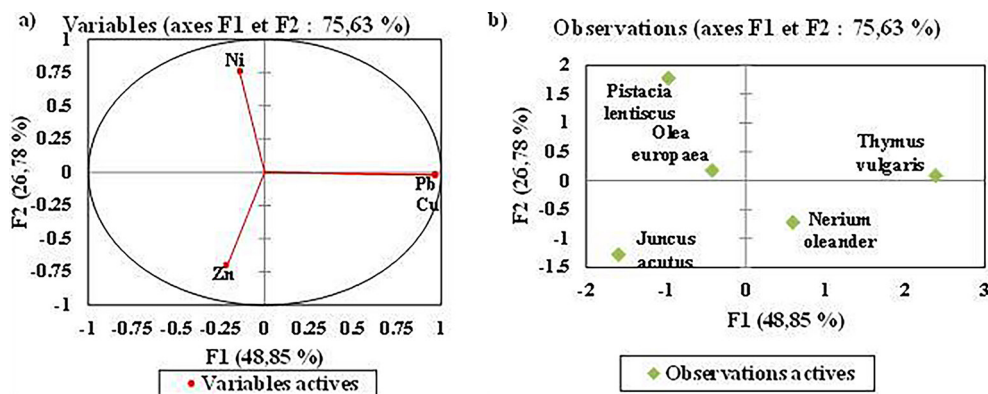 a)
Variables (axes F1 et F2 : 75,63 %)
1
0.75
0.5
0.25
0
-0.25
-0.5
-0.75
-1
F2 (26,78 %)
Ni
Pb
Cu
Zn
-1 -0.75 -0.5 -0.25 0 0.25 0.5 0.75 1
F1 (48,85 %)
Variables actives
b)
Observations (axes F1 et F2 : 75,63 %)
2
1.5
1
0.5
0
-0.5
-1
-1.5
F2 (26,78 %)
Pistacia
lentiscus
Olea
europaea
Thymus
vulgaris
Nerium
oleander
Juncus
acutus
-2 -1 0 1 2 3
F1 (48,85 %)
Observations actives